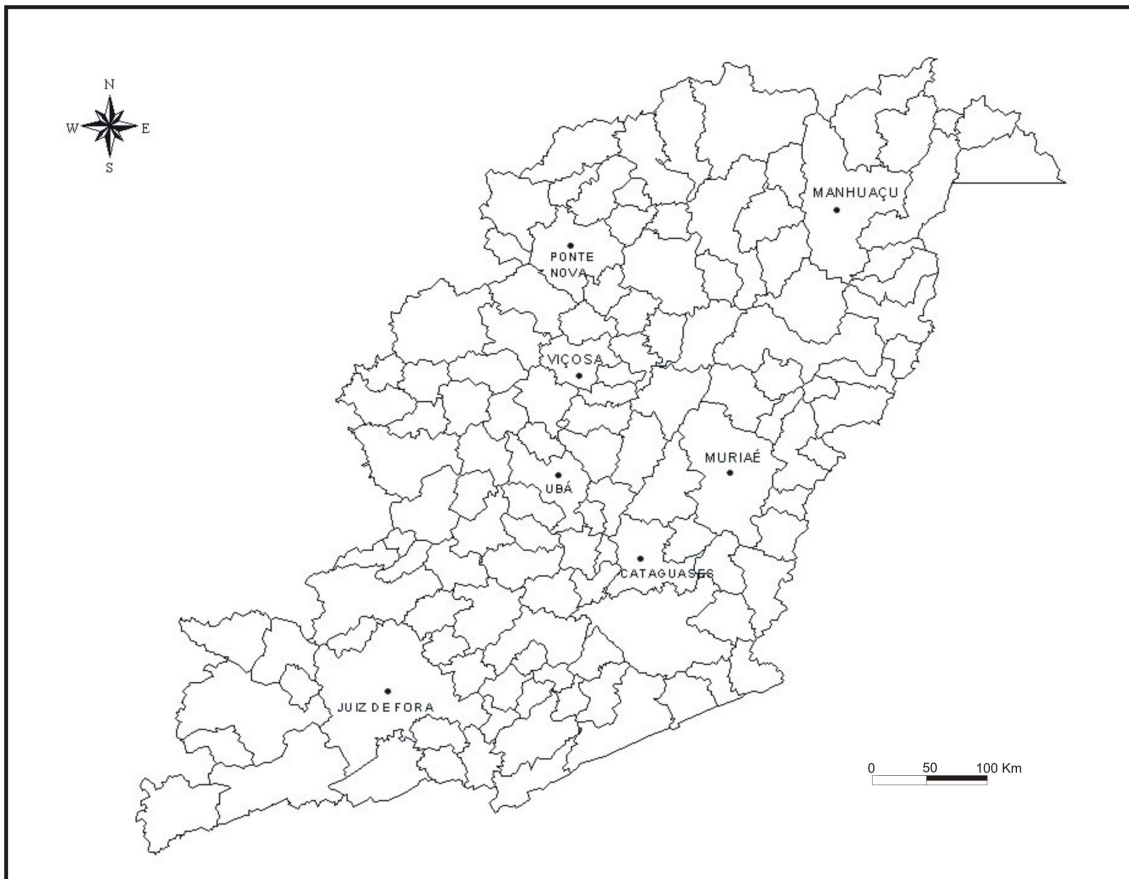 N
W E
S
MANHUAÇU
PONTE
NOVA
VIÇOSA
MURIAÉ
UBÁ
CATAGUASES
JUIZ DE FORA
0 50 100 Km